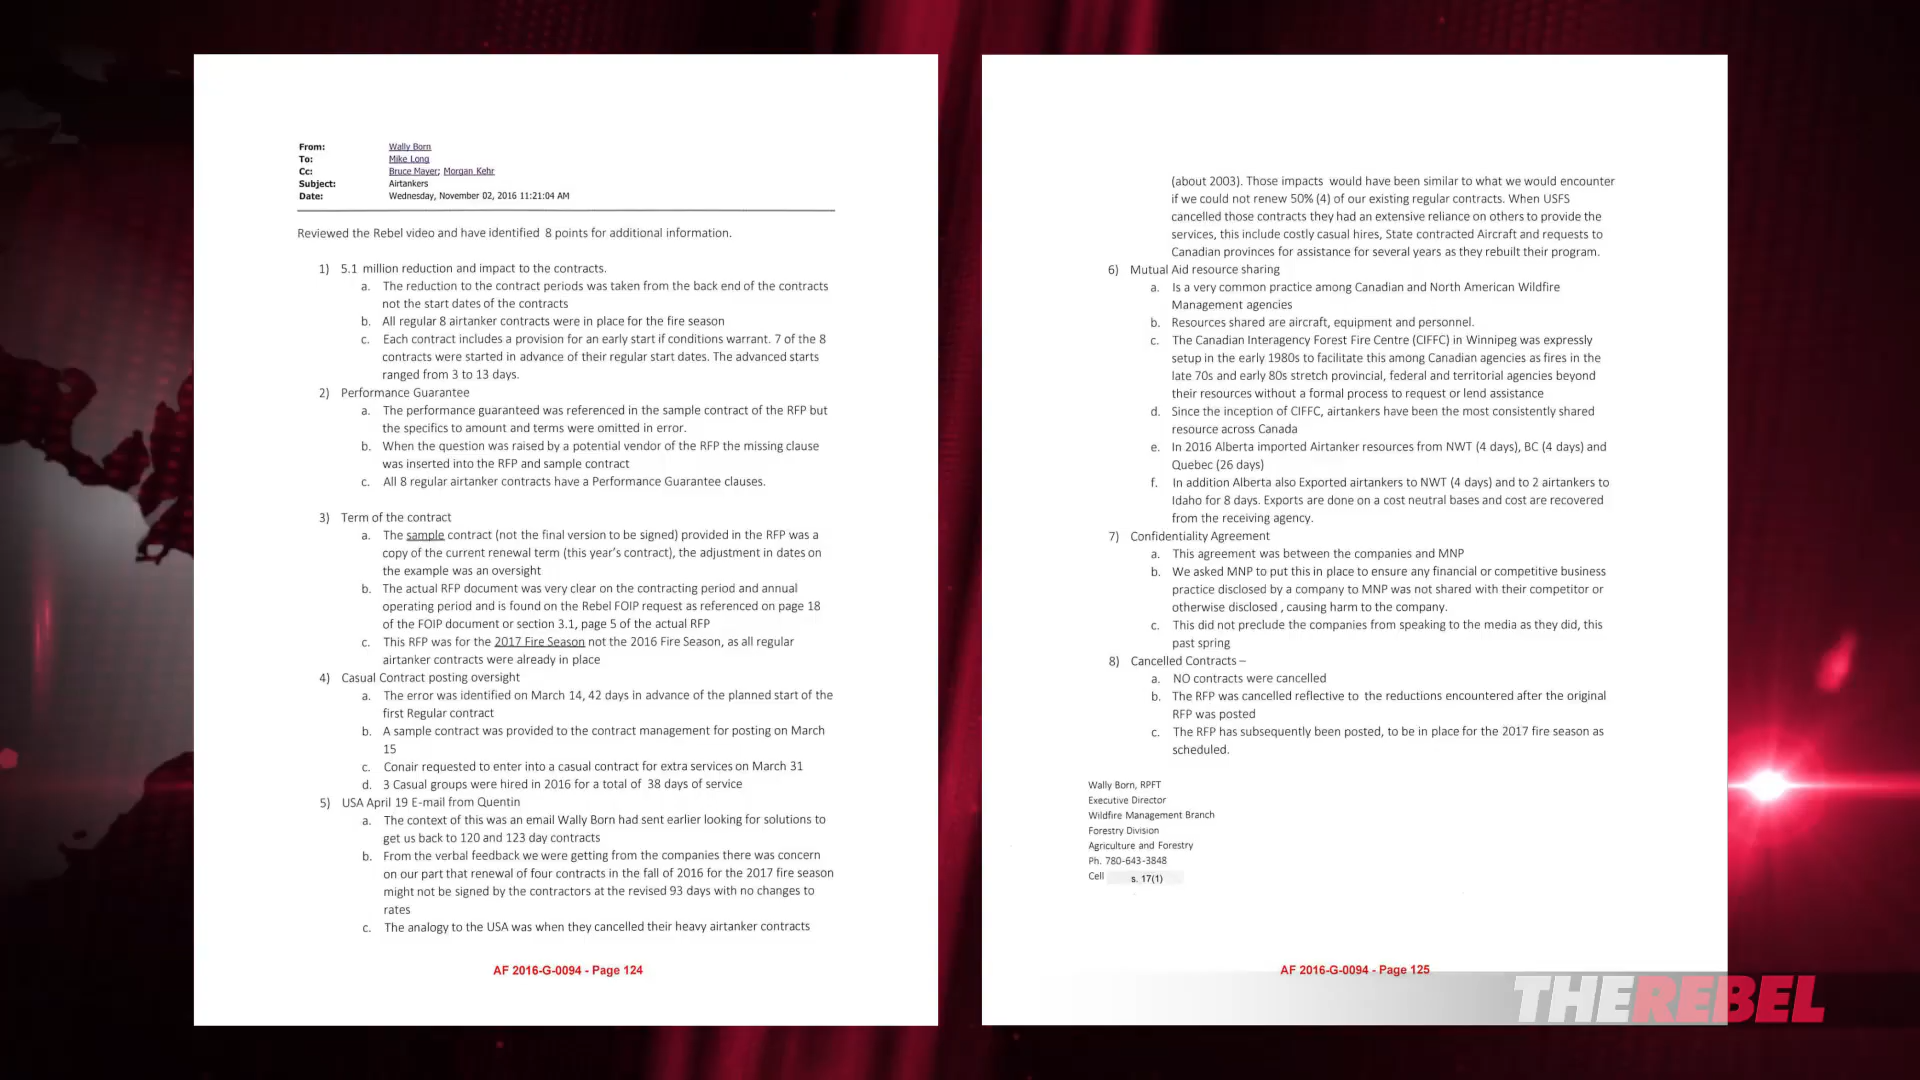 From: Wally Born
To: Mike Long
Cc: Bruce Mayer; Morgan Kehr
Subject: Airtankers
Date: Wednesday, November 02, 2016 11:21:04 AM
Reviewed the Rebel video and have identified 8 points for additional information.
1) 5.1 million reduction and impact to the contracts.
a. The reduction to the contract periods was taken from the back end of the contracts
not the start dates of the contracts
b. All regular 8 airtanker contracts were in place for the fire season
c. Each contract includes a provision for an early start if conditions warrant. 7 of the 8
contracts were started in advance of their regular start dates. The advanced starts
ranged from 3 to 13 days.
2) Performance Guarantee
a. The performance guaranteed was referenced in the sample contract of the RFP but
the specifics to amount and terms were omitted in error.
b. When the question was raised by a potential vendor of the RFP the missing clause
was inserted into the RFP and sample contract
c. All 8 regular airtanker contracts have a Performance Guarantee clauses.
3) Term of the contract
a. The sample contract (not the final version to be signed) provided in the RFP was a
copy of the current renewal term (this year's contract), the adjustment in dates on
the example was an oversight
b. The actual RFP document was very clear on the contracting period and annual
operating period and is found on the Rebel FOIP request as referenced on page 18
of the FOIP document or section 3.1, page 5 of the actual RFP
c. This RFP was for the 2017 Fire Season not the 2016 Fire Season, as all regular
airtanker contracts were already in place
4) Casual Contract posting oversight
a. The error was identified on March 14, 42 days in advance of the planned start of the
first Regular contract
b. A sample contract was provided to the contract management for posting on March
15
c. Conair requested to enter into a casual contract for extra services on March 31
d. 3 Casual groups were hired in 2016 for a total of 38 days of service
5) USA April 19 E-mail from Quentin
a. The context of this was an email Wally Born had sent earlier looking for solutions to
get us back to 120 and 123 day contracts
b. From the verbal feedback we were getting from the companies there was concern
on our part that renewal of four contracts in the fall of 2016 for the 2017 fire season
might not be signed by the contractors at the revised 93 days with no changes to
rates
c. The analogy to the USA was when they cancelled their heavy airtanker contracts
AF 2016-G-0094 - Page 124
(about 2003). Those impacts would have been similar to what we would encounter
if we could not renew 50% (4) of our existing regular contracts. When USFS
cancelled those contracts they had an extensive reliance on others to provide the
services, this include costly casual hires, State contracted Aircraft and requests to
Canadian provinces for assistance for several years as they rebuilt their program.
6) Mutual Aid resource sharing
a. Is a very common practice among Canadian and North American Wildfire
Management agencies
b. Resources shared are aircraft, equipment and personnel.
c. The Canadian Interagency Forest Fire Centre (CIFFC) in Winnipeg was expressly
setup in the early 1980s to facilitate this among Canadian agencies as fires in the
late 70s and early 80s stretch provincial, federal and territorial agencies beyond
their resources without a formal process to request or lend assistance
d. Since the inception of CIFFC, airtankers have been the most consistently shared
resource across Canada
e. In 2016 Alberta imported Airtanker resources from NWT (4 days), BC (4 days) and
Quebec (26 days)
f. In addition Alberta also Exported airtankers to NWT (4 days) and to 2 airtankers to
Idaho for 8 days. Exports are done on a cost neutral bases and cost are recovered
from the receiving agency.
7) Confidentiality Agreement
a. This agreement was between the companies and MNP
b. We asked MNP to put this in place to ensure any financial or competitive business
practice disclosed by a company to MNP was not shared with their competitor or
otherwise disclosed , causing harm to the company.
c. This did not preclude the companies from speaking to the media as they did, this
past spring
8) Cancelled Contracts –
a. NO contracts were cancelled
b. The RFP was cancelled reflective to the reductions encountered after the original
RFP was posted
c. The RFP has subsequently been posted, to be in place for the 2017 fire season as
scheduled.
Wally Born, RPFT
Executive Director
Wildfire Management Branch
Forestry Division
Agriculture and Forestry
Ph. 780-643-3848
Cell s. 17(1)
AF 2016-G-0094 - Page 125
THE REBEL